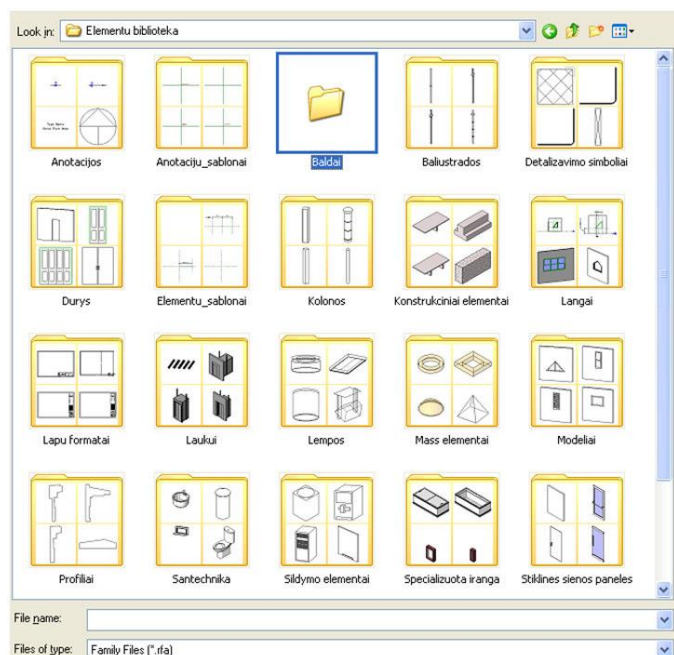 Look in: Elementu biblioteka
Anotacijos Anotaciju_sablonai Baldai Baliustrados Detalizavimo simboliai
Durys Elementu_sablonai Kolonos Konstrukciniai elementai Langai
Lapu formatai Laukui Lempos Mass elementai Modeliai
Profiliai Santechnika Sildymo elementai Specializuota iranga Stiklines sienos paneles
File name:
Files of type: Family Files (*.rfa)